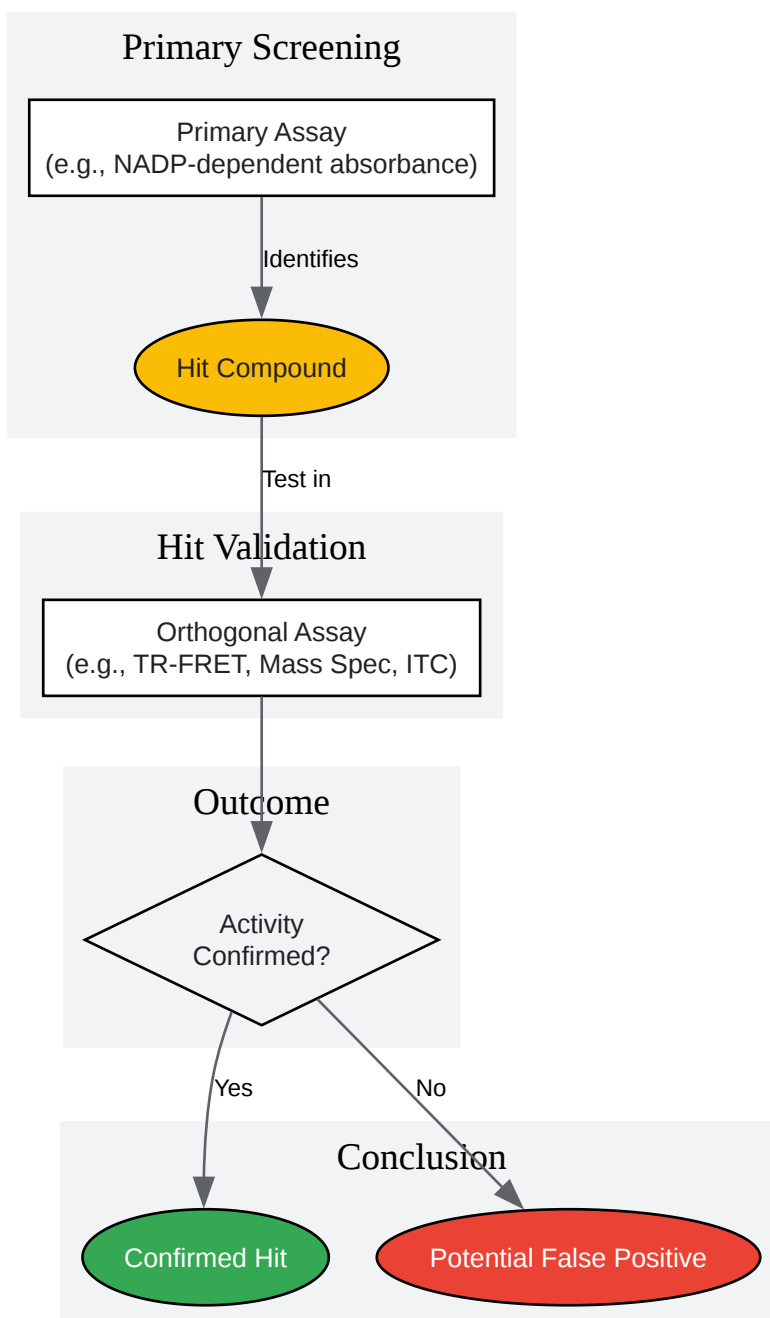 Primary Screening
Primary Assay
(e.g., NADP-dependent absorbance)
Identifies
Hit Compound
Test in
Hit Validation
Orthogonal Assay
(e.g., TR-FRET, Mass Spec, ITC)
Outcome
Activity
Confirmed?
Yes
No
Conclusion
Confirmed Hit
Potential False Positive